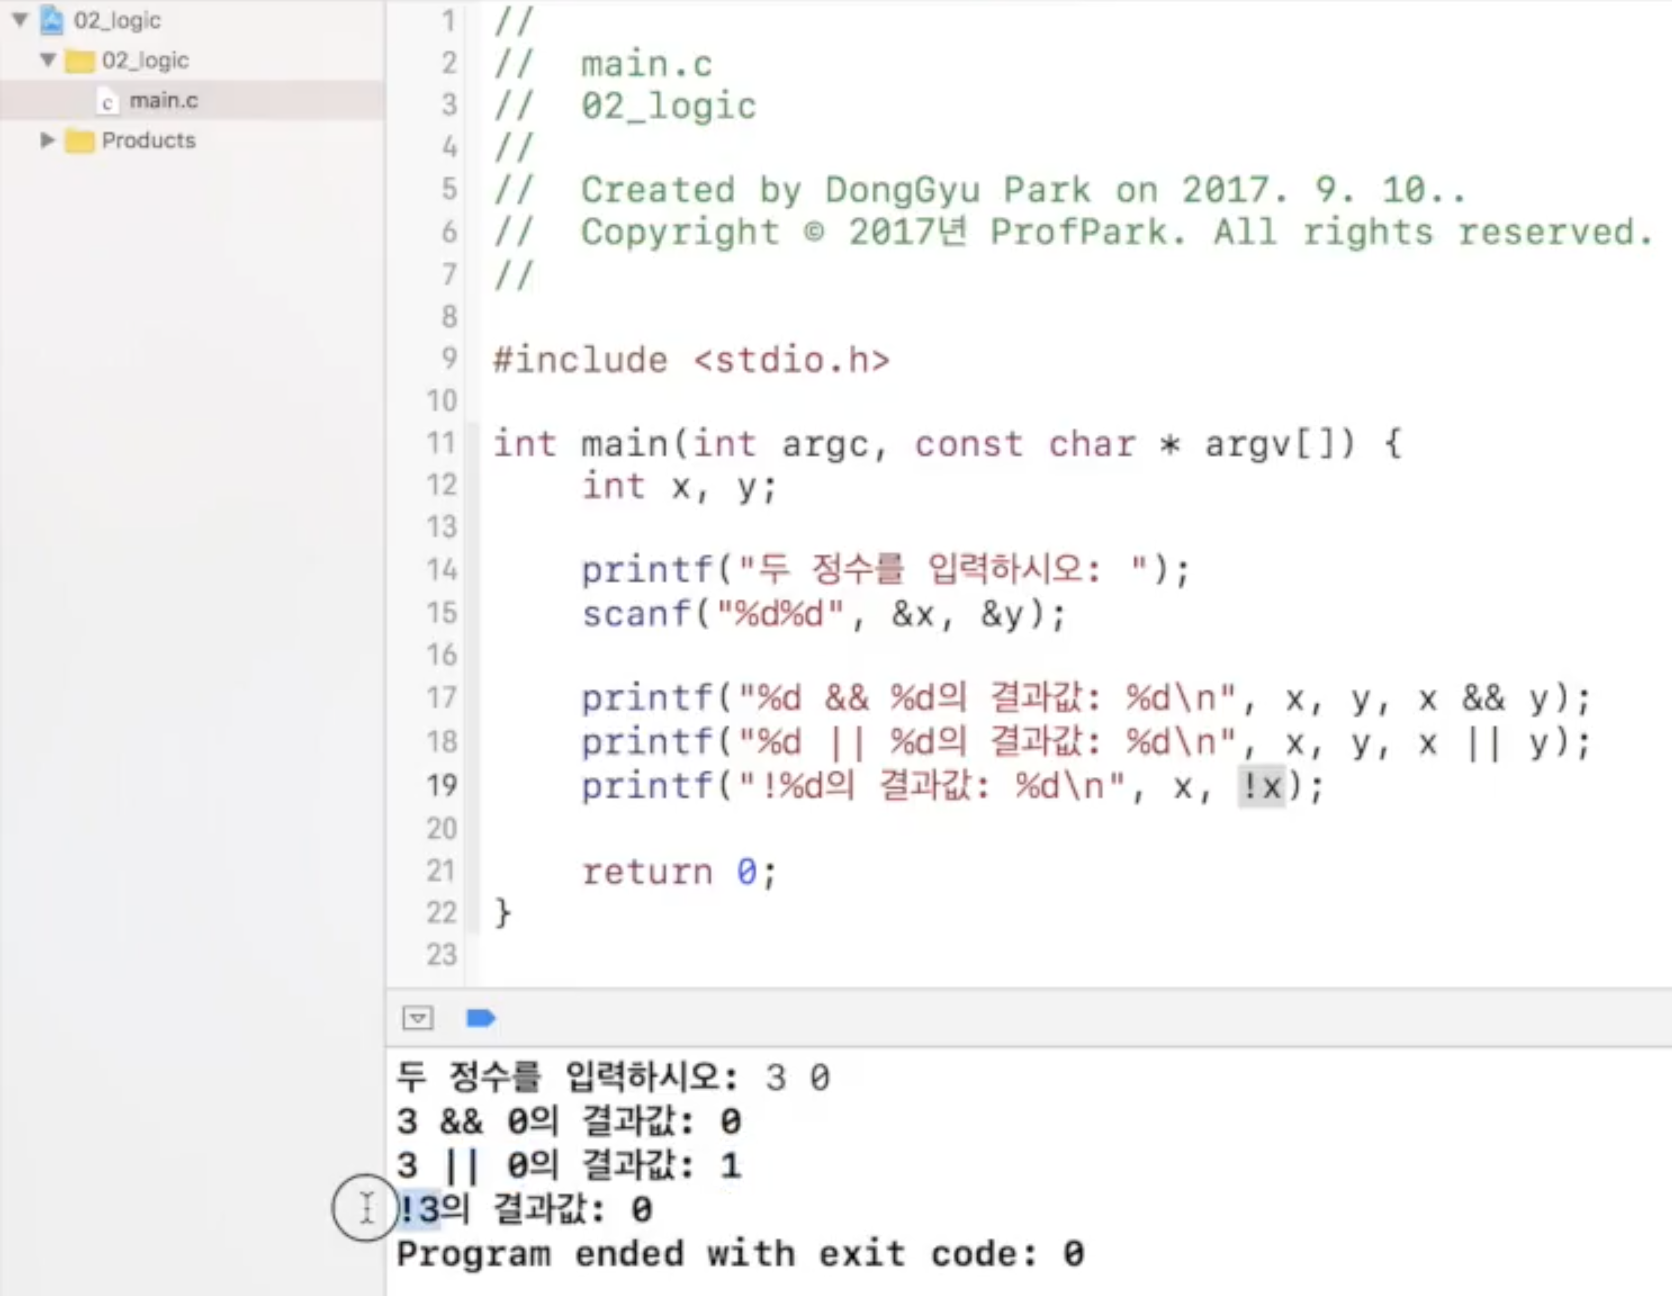 02_logic
02_logic
main.c
Products
1 //
2 //  main.c
3 //  02_logic
4 //
5 //  Created by DongGyu Park on 2017. 9. 10..
6 //  Copyright © 2017년 ProfPark. All rights reserved.
7 //
8
9 #include <stdio.h>
10
11 int main(int argc, const char * argv[]) {
12     int x, y;
13
14     printf("두 정수를 입력하시오: ");
15     scanf("%d%d", &x, &y);
16
17     printf("%d && %d의 결과값: %d\n", x, y, x && y);
18     printf("%d || %d의 결과값: %d\n", x, y, x || y);
19     printf("!%d의 결과값: %d\n", x, !x);
20
21     return 0;
22 }
23
두 정수를 입력하시오: 3 0
3 && 0의 결과값: 0
3 || 0의 결과값: 1
!3의 결과값: 0
Program ended with exit code: 0